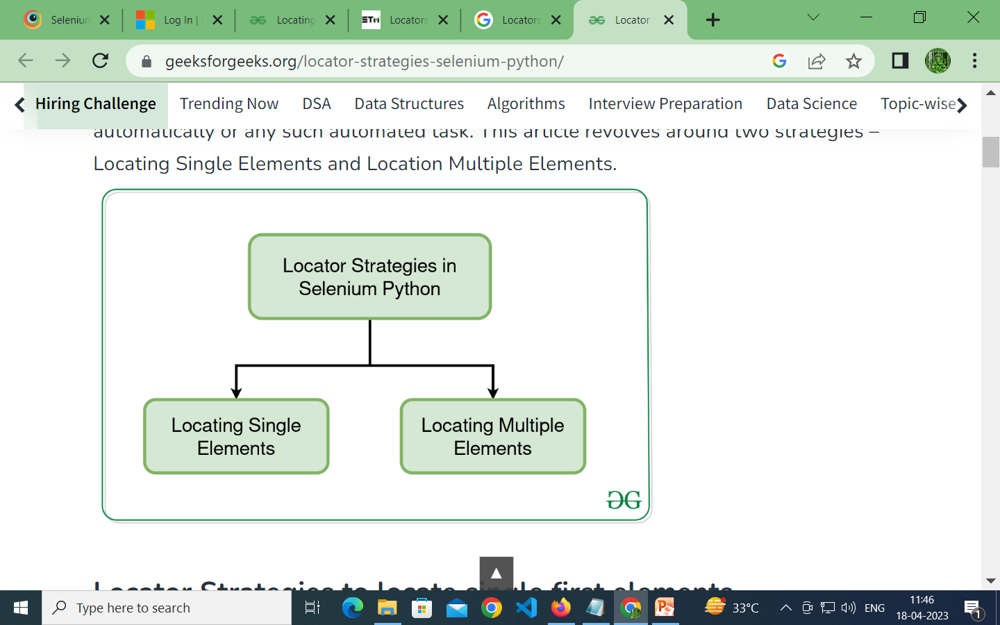 Selenium
Log In |
Locating
Locators
Locators
Locator
geeksforgeeks.org/locator-strategies-selenium-python/
Hiring Challenge Trending Now DSA Data Structures Algorithms Interview Preparation Data Science Topic-wise
automatically or any such automated task. This article revolves around two strategies –
Locating Single Elements and Location Multiple Elements.
Locator Strategies in
Selenium Python
Locating Single
Elements
Locating Multiple
Elements
Locator Strategies to locate single first elements
Type here to search
33°C
ENG
11:46
18-04-2023
1